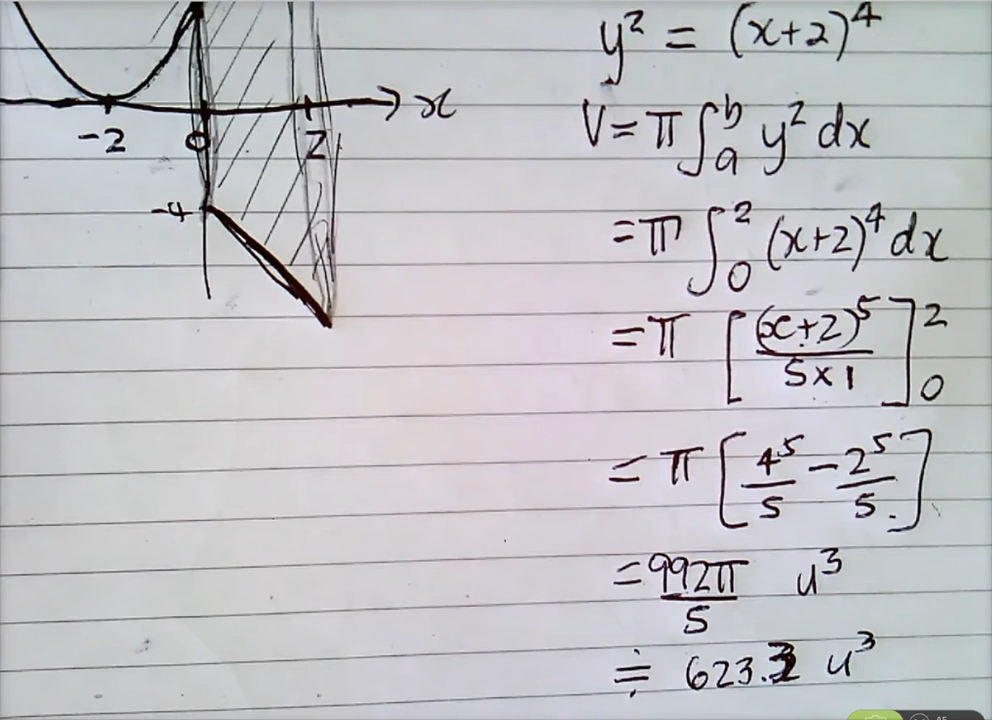 y² = (x+2)⁴
V = π∫ₐᵇ y² dx
x
-2 0 2
-4
= π ∫₀² (x+2)⁴ dx
= π [(x+2)⁵ / 5×1]₀²
= π [4⁵/5 - 2⁵/5]
= 992π/5 u³
≑ 623.3 u³